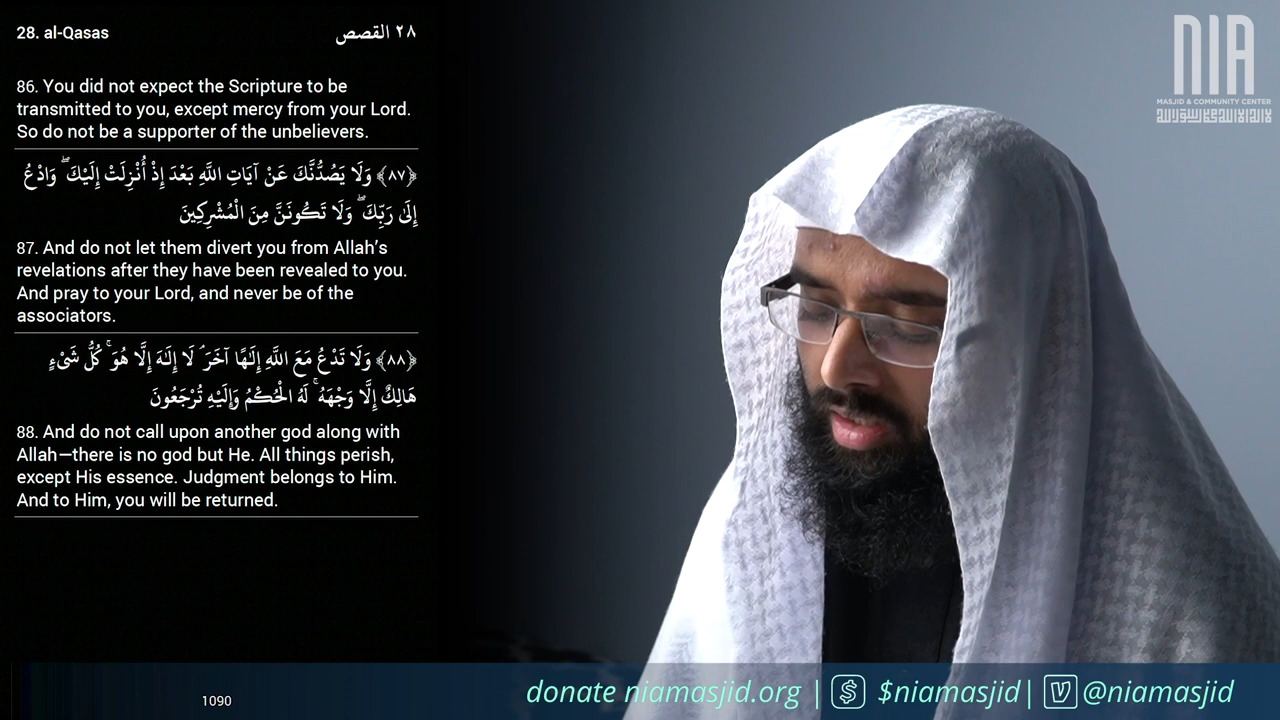 28. al-Qasas
٢٨ القصص
86. You did not expect the Scripture to be
transmitted to you, except mercy from your Lord.
So do not be a supporter of the unbelievers.
﴿٨٧﴾ وَلَا يَصُدُّنَّكَ عَنْ آيَاتِ اللَّهِ بَعْدَ إِذْ أُنْزِلَتْ إِلَيْكَ ۖ وَادْعُ
إِلَىٰ رَبِّكَ ۖ وَلَا تَكُونَنَّ مِنَ الْمُشْرِكِينَ
87. And do not let them divert you from Allah’s
revelations after they have been revealed to you.
And pray to your Lord, and never be of the
associators.
﴿٨٨﴾ وَلَا تَدْعُ مَعَ اللَّهِ إِلَـٰهًا آخَرَ ۘ لَا إِلَـٰهَ إِلَّا هُوَ ۚ كُلُّ شَيْءٍ
هَالِكٌ إِلَّا وَجْهَهُ ۚ لَهُ الْحُكْمُ وَإِلَيْهِ تُرْجَعُونَ
88. And do not call upon another god along with
Allah—there is no god but He. All things perish,
except His essence. Judgment belongs to Him.
And to Him, you will be returned.
NIA
MASJID & COMMUNITY CENTER
1090
donate niamasjid.org | $ $niamasjid | V @niamasjid